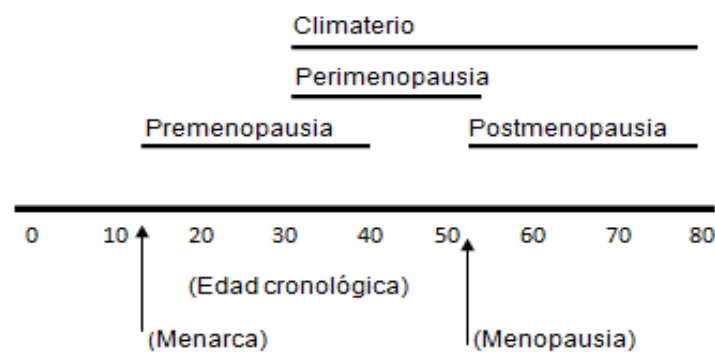 Climaterio
Perimenopausia
Premenopausia Postmenopausia
0 10 20 30 40 50 60 70 80
(Edad cronológica)
(Menarca) (Menopausia)